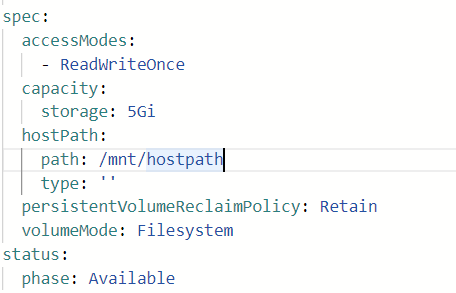 spec:
  accessModes:
    - ReadWriteOnce
  capacity:
    storage: 5Gi
  hostPath:
    path: /mnt/hostpath
    type: ''
  persistentVolumeReclaimPolicy: Retain
  volumeMode: Filesystem
status:
  phase: Available